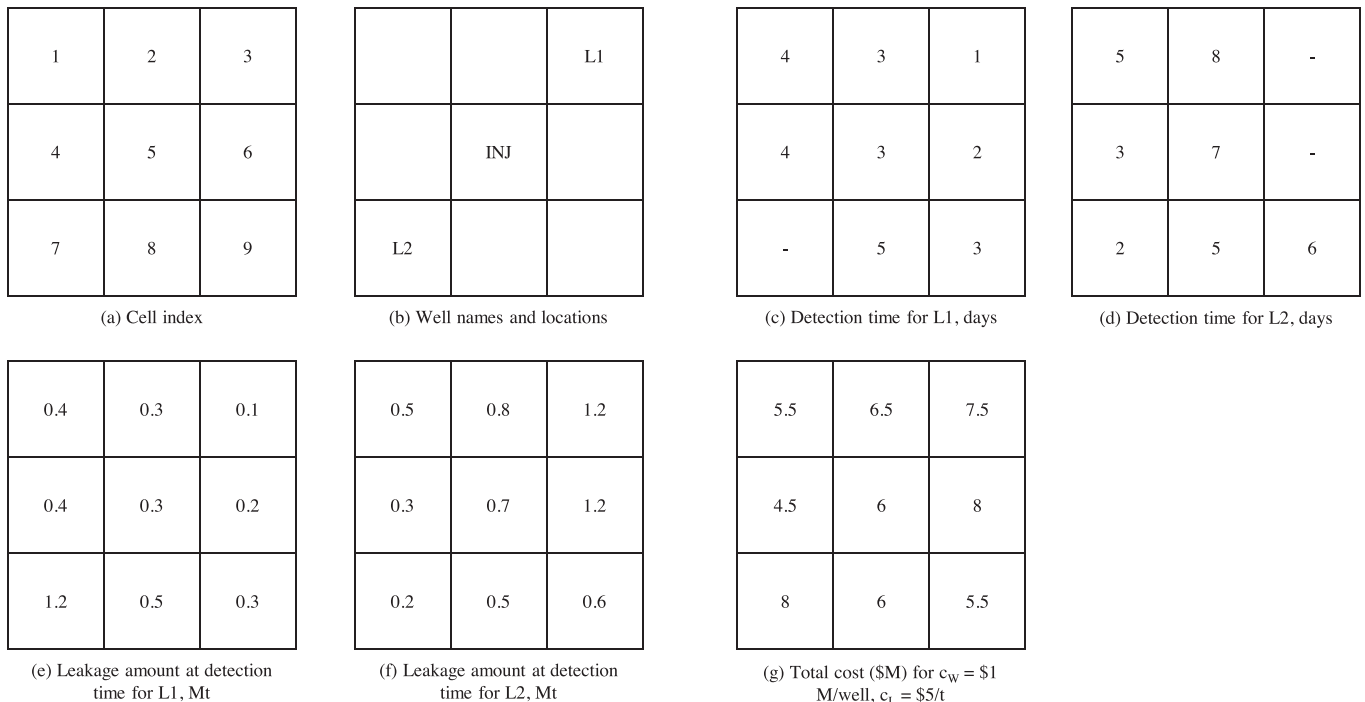 1 2 3
4 5 6
7 8 9
(a) Cell index
L1
INJ
L2
(b) Well names and locations
4 3 1
4 3 2
- 5 3
(c) Detection time for L1, days
5 8 -
3 7 -
2 5 6
(d) Detection time for L2, days
0.4 0.3 0.1
0.4 0.3 0.2
1.2 0.5 0.3
(e) Leakage amount at detection
time for L1, Mt
0.5 0.8 1.2
0.3 0.7 1.2
0.2 0.5 0.6
(f) Leakage amount at detection
time for L2, Mt
5.5 6.5 7.5
4.5 6 8
8 6 5.5
(g) Total cost ($M) for cW = $1
M/well, cL = $5/t